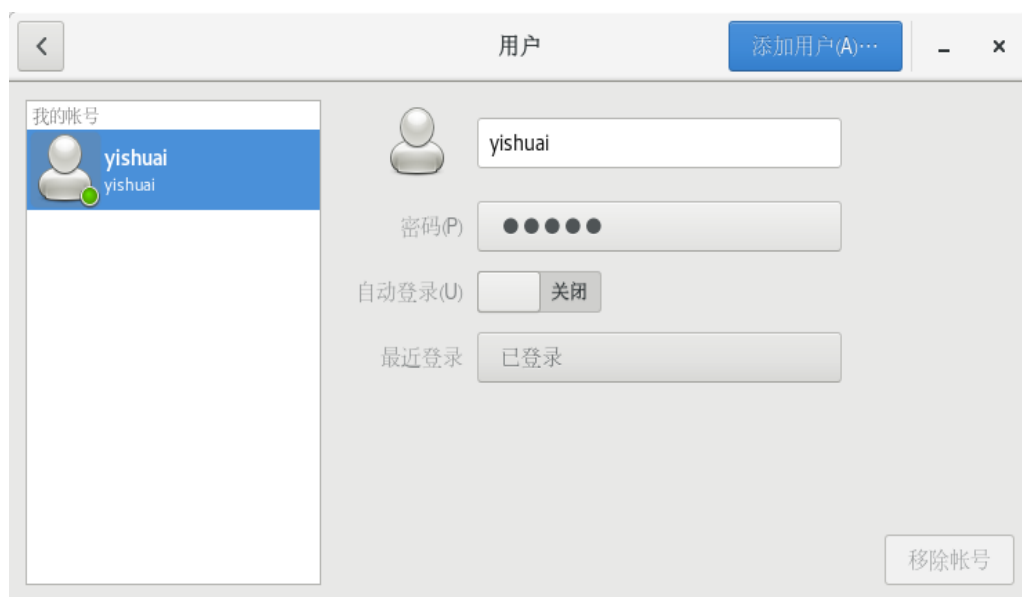 用户
添加用户(A)…
我的帐号
yishuai
yishuai
yishuai
密码(P)
●●●●●
自动登录(U)
关闭
最近登录
已登录
移除帐号